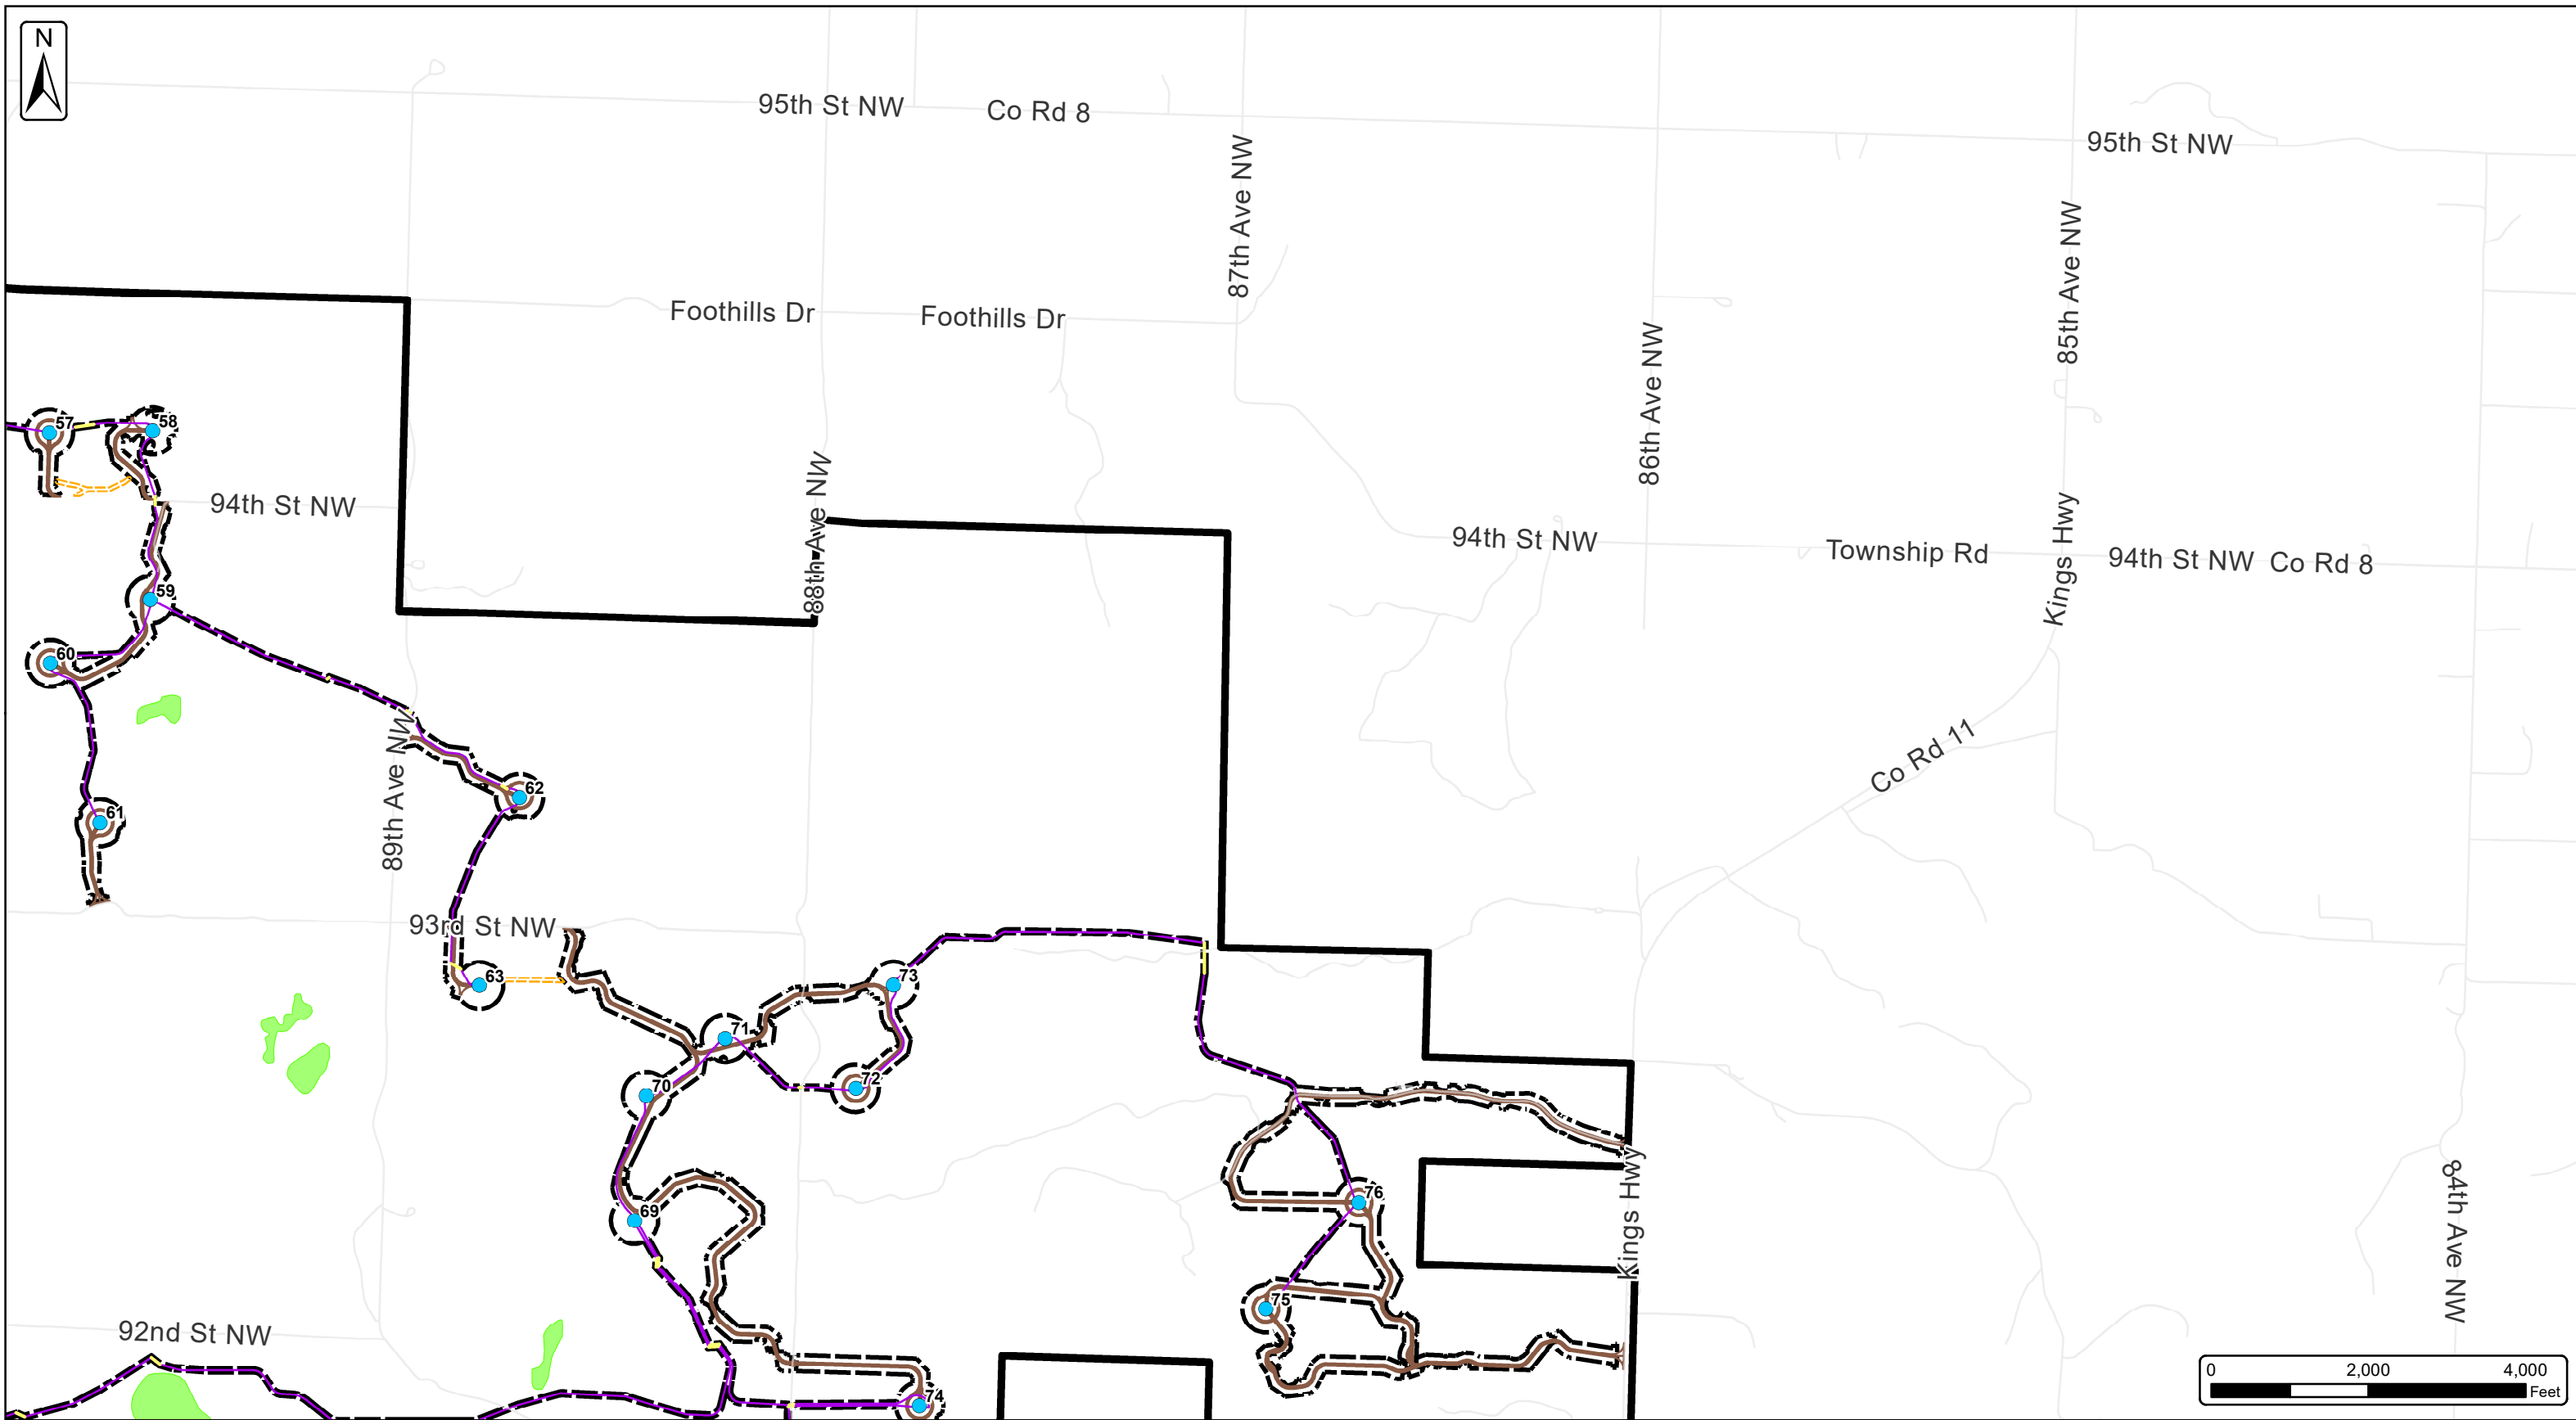 N
95th St NW
Co Rd 8
95th St NW
87th Ave NW
85th Ave NW
Foothills Dr
Foothills Dr
86th Ave NW
57
58
88th Ave NW
94th St NW
94th St NW
Township Rd
Kings Hwy
94th St NW
Co Rd 8
59
60
89th Ave NW
Co Rd 11
62
61
93rd St NW
63
73
71
72
70
76
69
Kings Hwy
84th Ave NW
75
92nd St NW
74
0
2,000
4,000
Feet